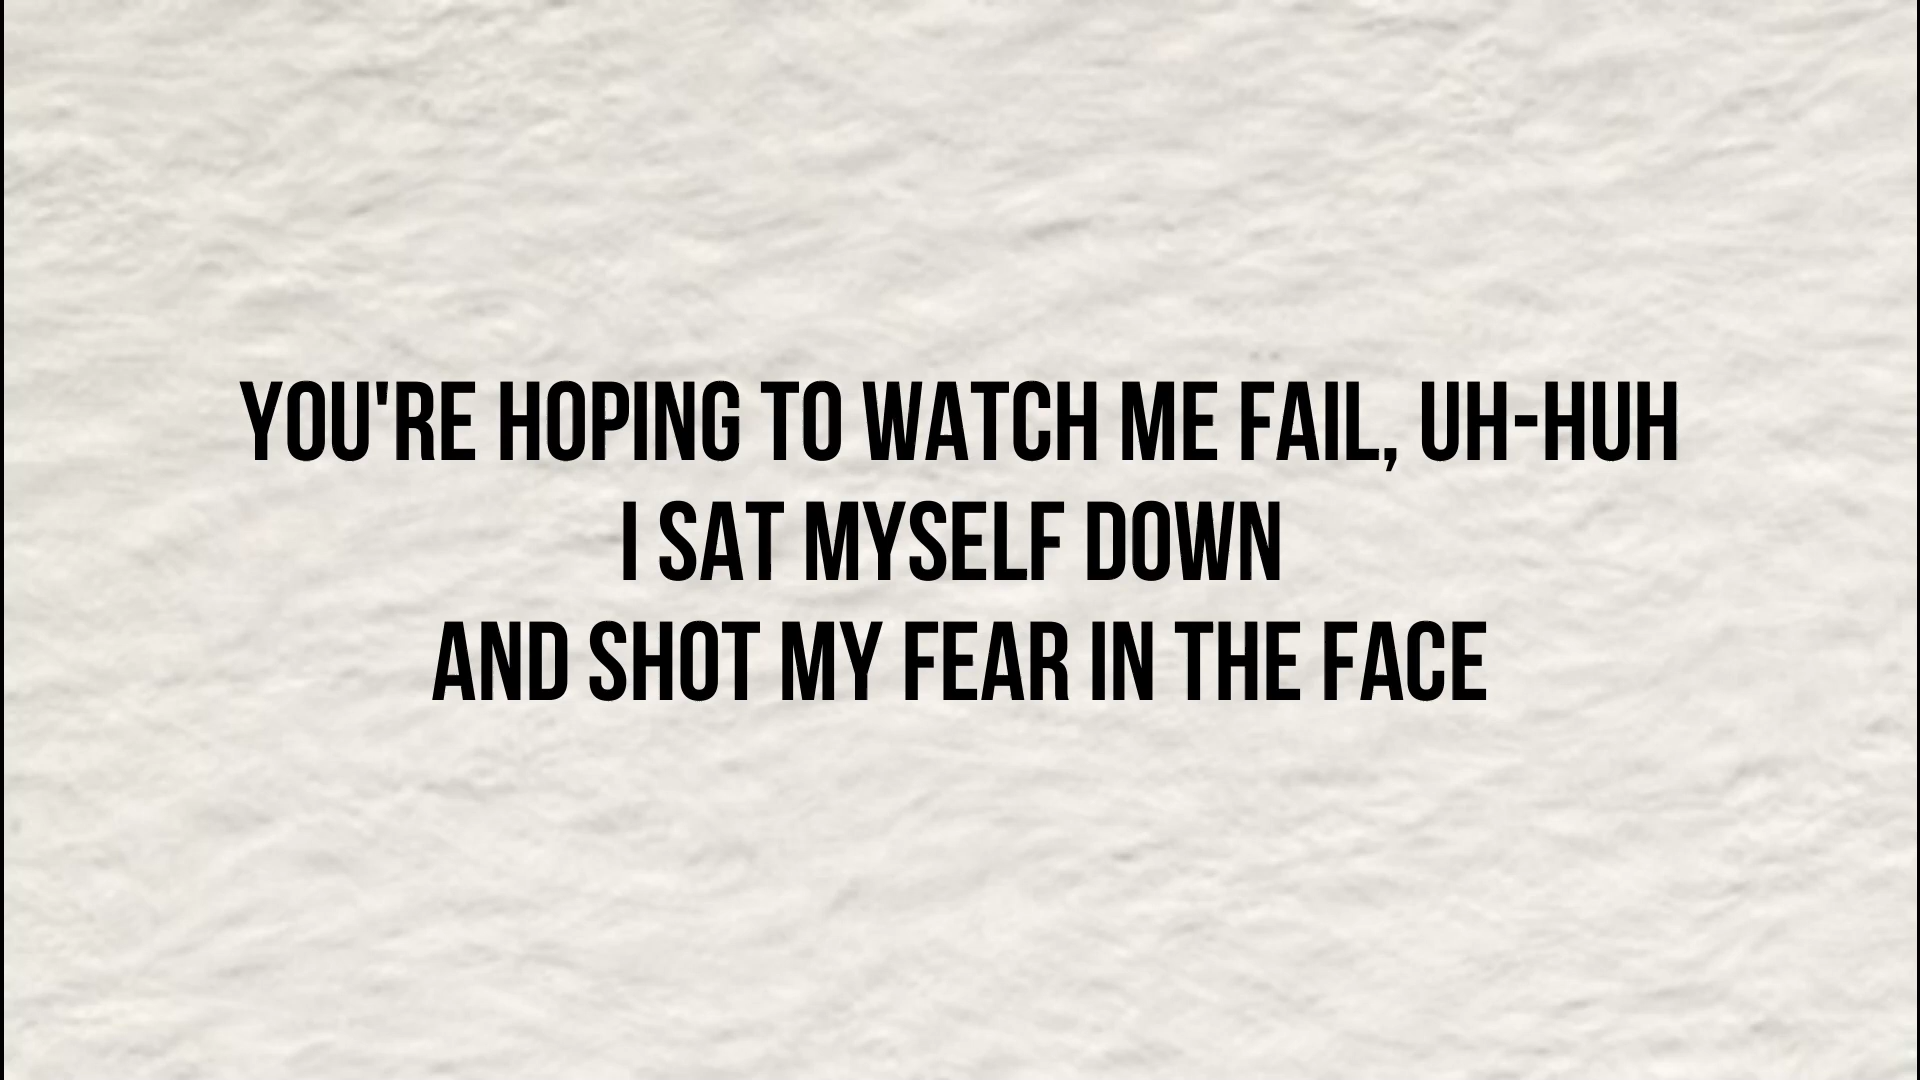 YOU'RE HOPING TO WATCH ME FAIL, UH-HUH
I SAT MYSELF DOWN
AND SHOT MY FEAR IN THE FACE